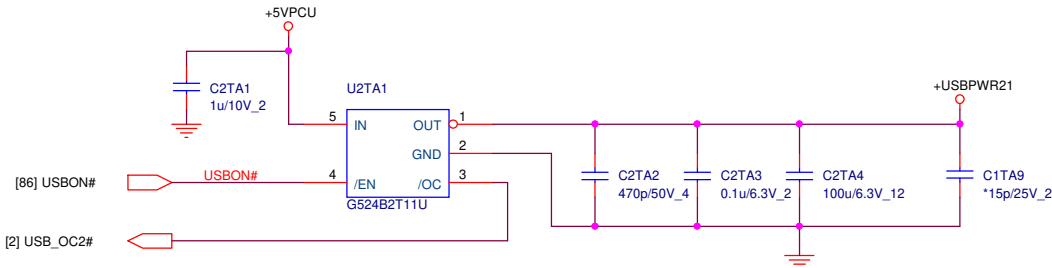 +5VPCU
C2TA1
1u/10V_2
U2TA1
+USBPWR21
5 IN OUT 1
GND 2
[86] USBON# USBON# 4 /EN /OC 3
G524B2T11U
C2TA2
470p/50V_4
C2TA3
0.1u/6.3V_2
C2TA4
100u/6.3V_12
C1TA9
*15p/25V_2
[2] USB_OC2#